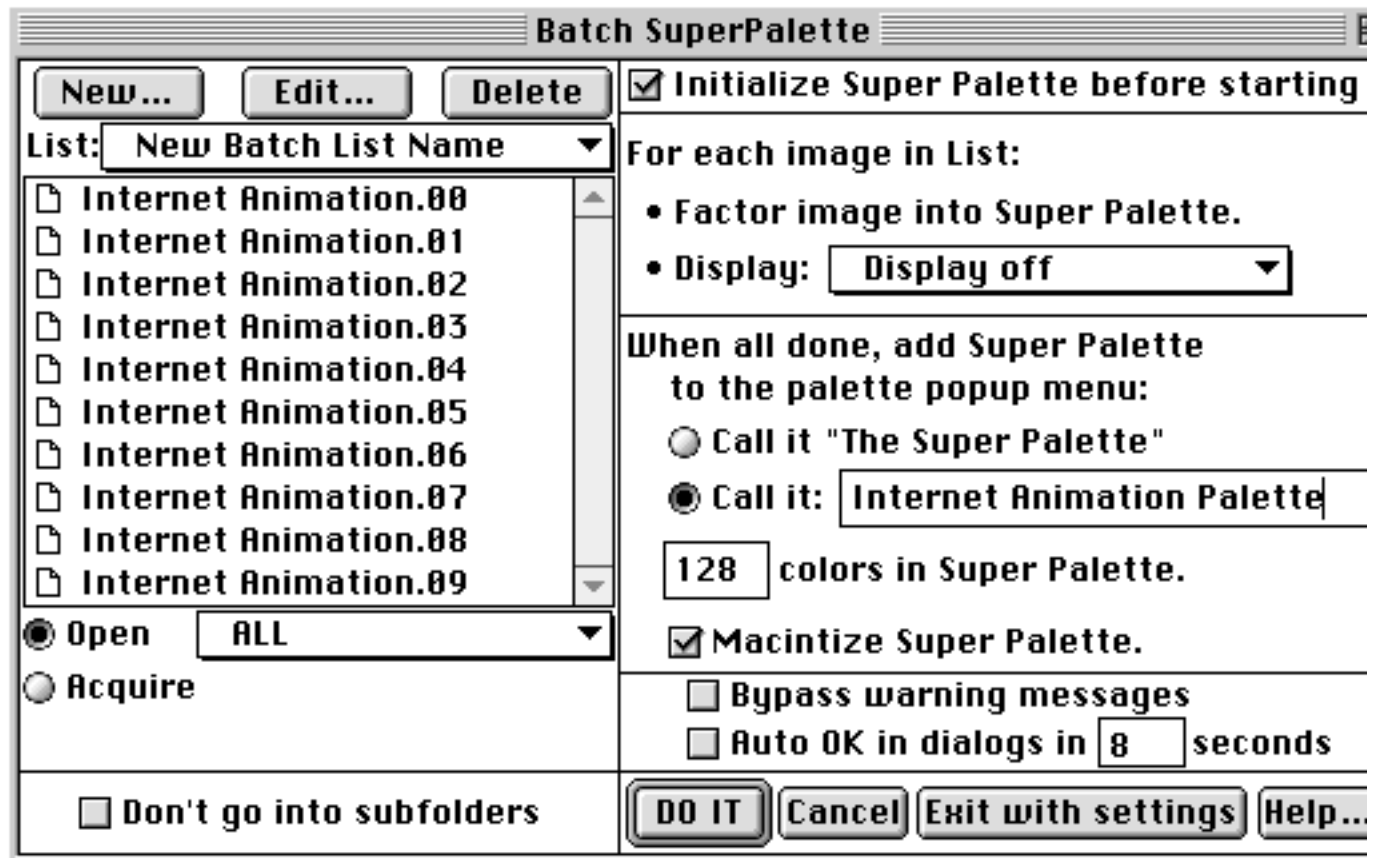 Batch SuperPalette
New... Edit... Delete
List: New Batch List Name
Internet Animation.00
Internet Animation.01
Internet Animation.02
Internet Animation.03
Internet Animation.04
Internet Animation.05
Internet Animation.06
Internet Animation.07
Internet Animation.08
Internet Animation.09
Open ALL
Acquire
Don't go into subfolders
Initialize Super Palette before starting
For each image in List:
• Factor image into Super Palette.
• Display: Display off
When all done, add Super Palette
to the palette popup menu:
Call it "The Super Palette"
Call it: Internet Animation Palette
128 colors in Super Palette.
Macintize Super Palette.
Bypass warning messages
Auto OK in dialogs in 8 seconds
DO IT Cancel Exit with settings Help...